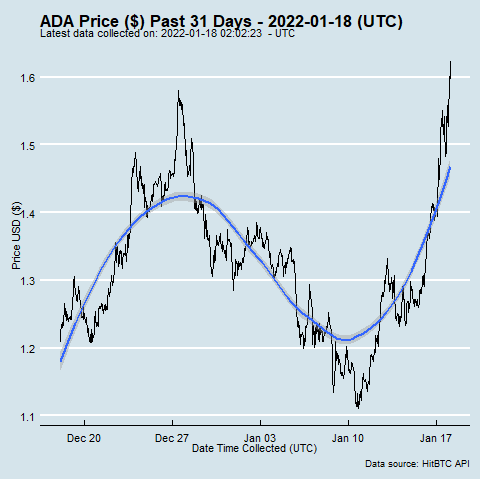 ADA Price ($) Past 31 Days - 2022-01-18 (UTC)
Latest data collected on: 2022-01-18 02:02:23 - UTC
1.6
1.5
1.4
1.3
1.2
1.1
Price USD ($)
Dec 20 Dec 27 Jan 03 Jan 10 Jan 17
Date Time Collected (UTC)
Data source: HitBTC API